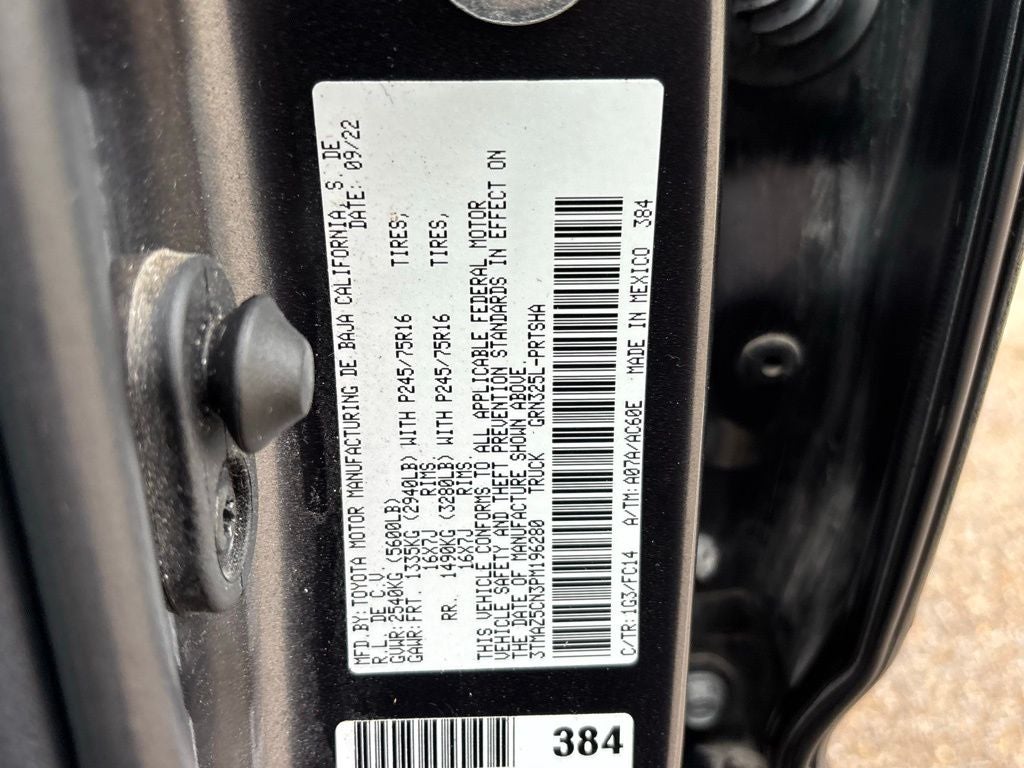 MFD.BY:TOYOTA MOTOR MANUFACTURING DE BAJA CALIFORNIA, S. DE
R.L DE C.V. DATE: 09/22
GVWR:2540KG (5600LB)
GAWR:FRT. 1335KG (2940LB) WITH P245/75R16 TIRES,
16X7J RIMS
RR. 1490KG (3280LB) WITH P245/75R16 TIRES,
16X7J RIMS
THIS VEHICLE CONFORMS TO ALL APPLICABLE FEDERAL MOTOR
VEHICLE SAFETY AND THEFT PREVENTION STANDARDS IN EFFECT ON
THE DATE OF MANUFACTURE SHOWN ABOVE.
3TMAZ5CN3PM196280 TRUCK GRN325L-PRTSHA
C/TR:1G3/FC14 A/TM:A07A/AC60E MADE IN MEXICO 384
384